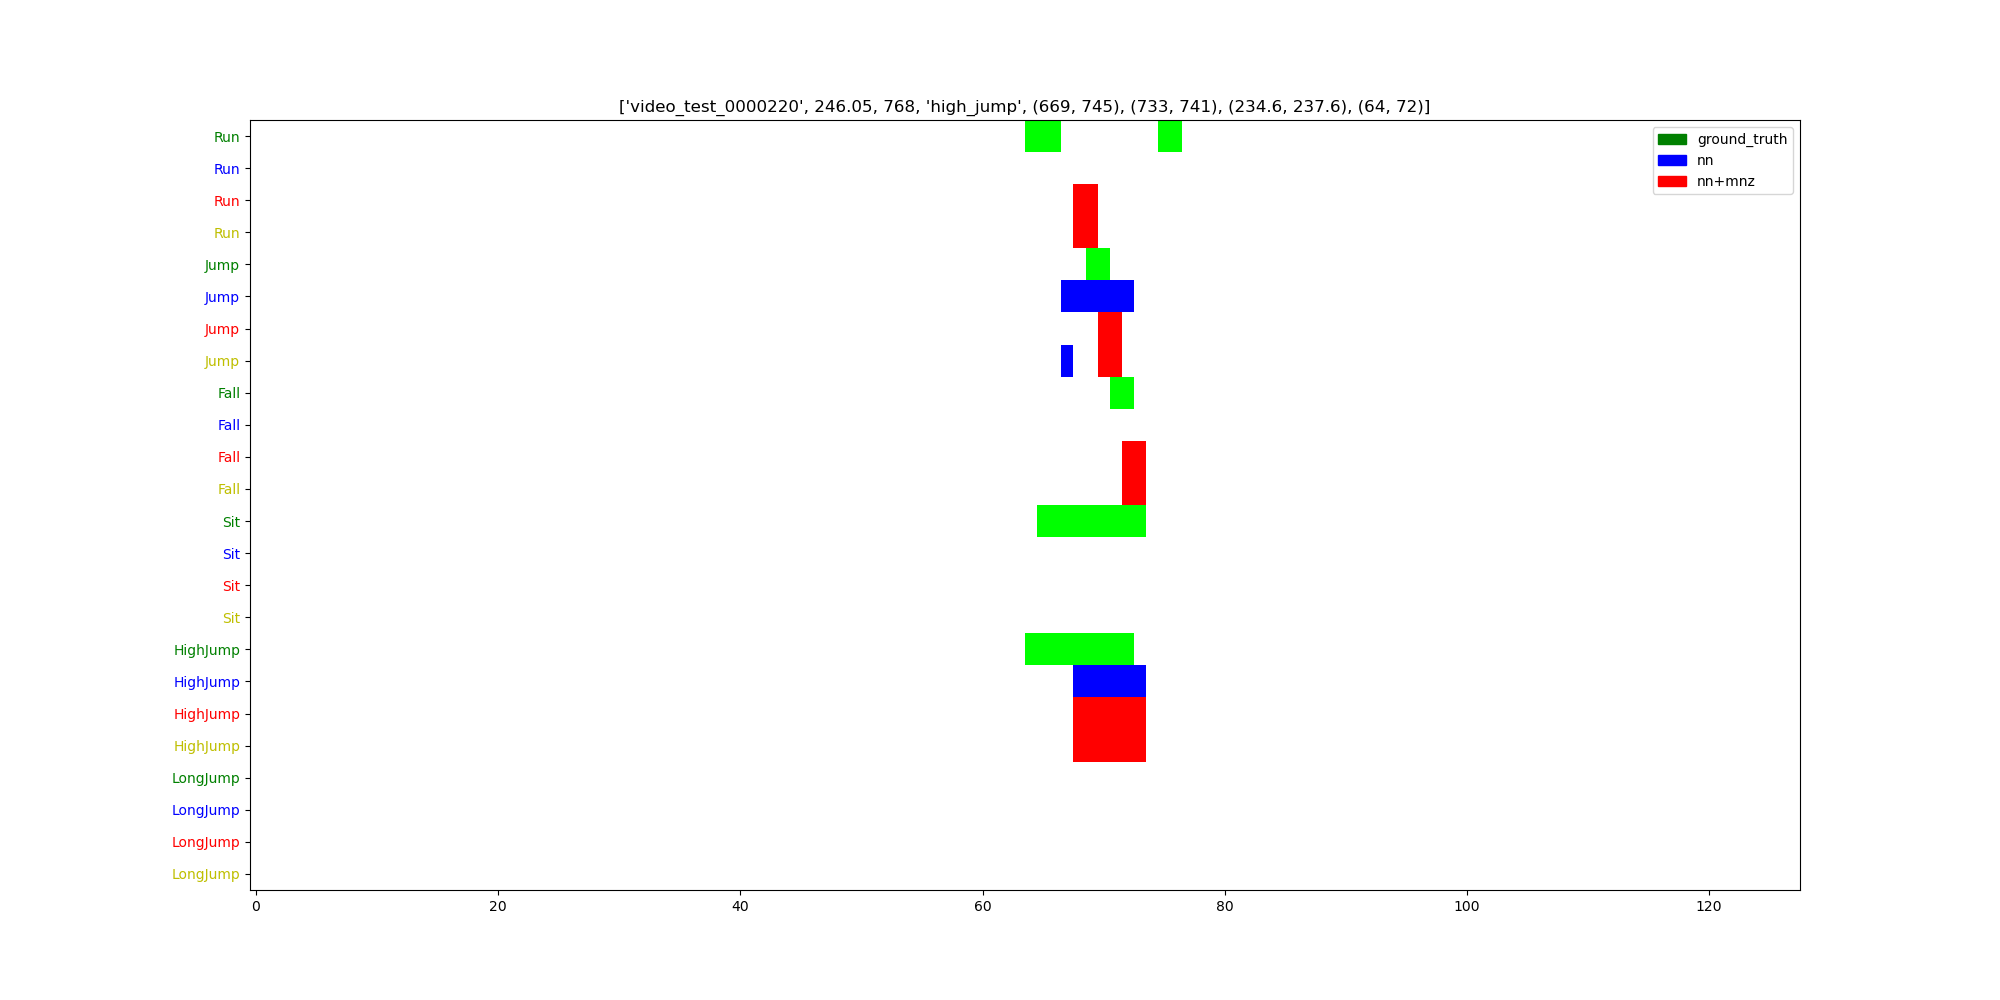 ['video_test_0000220', 246.05, 768, 'high_jump', (669, 745), (733, 741), (234.6, 237.6), (64, 72)]
ground_truth
nn
nn+mnz
Run
Run
Run
Run
Jump
Jump
Jump
Jump
Fall
Fall
Fall
Fall
Sit
Sit
Sit
Sit
HighJump
HighJump
HighJump
HighJump
LongJump
LongJump
LongJump
LongJump
0 20 40 60 80 100 120